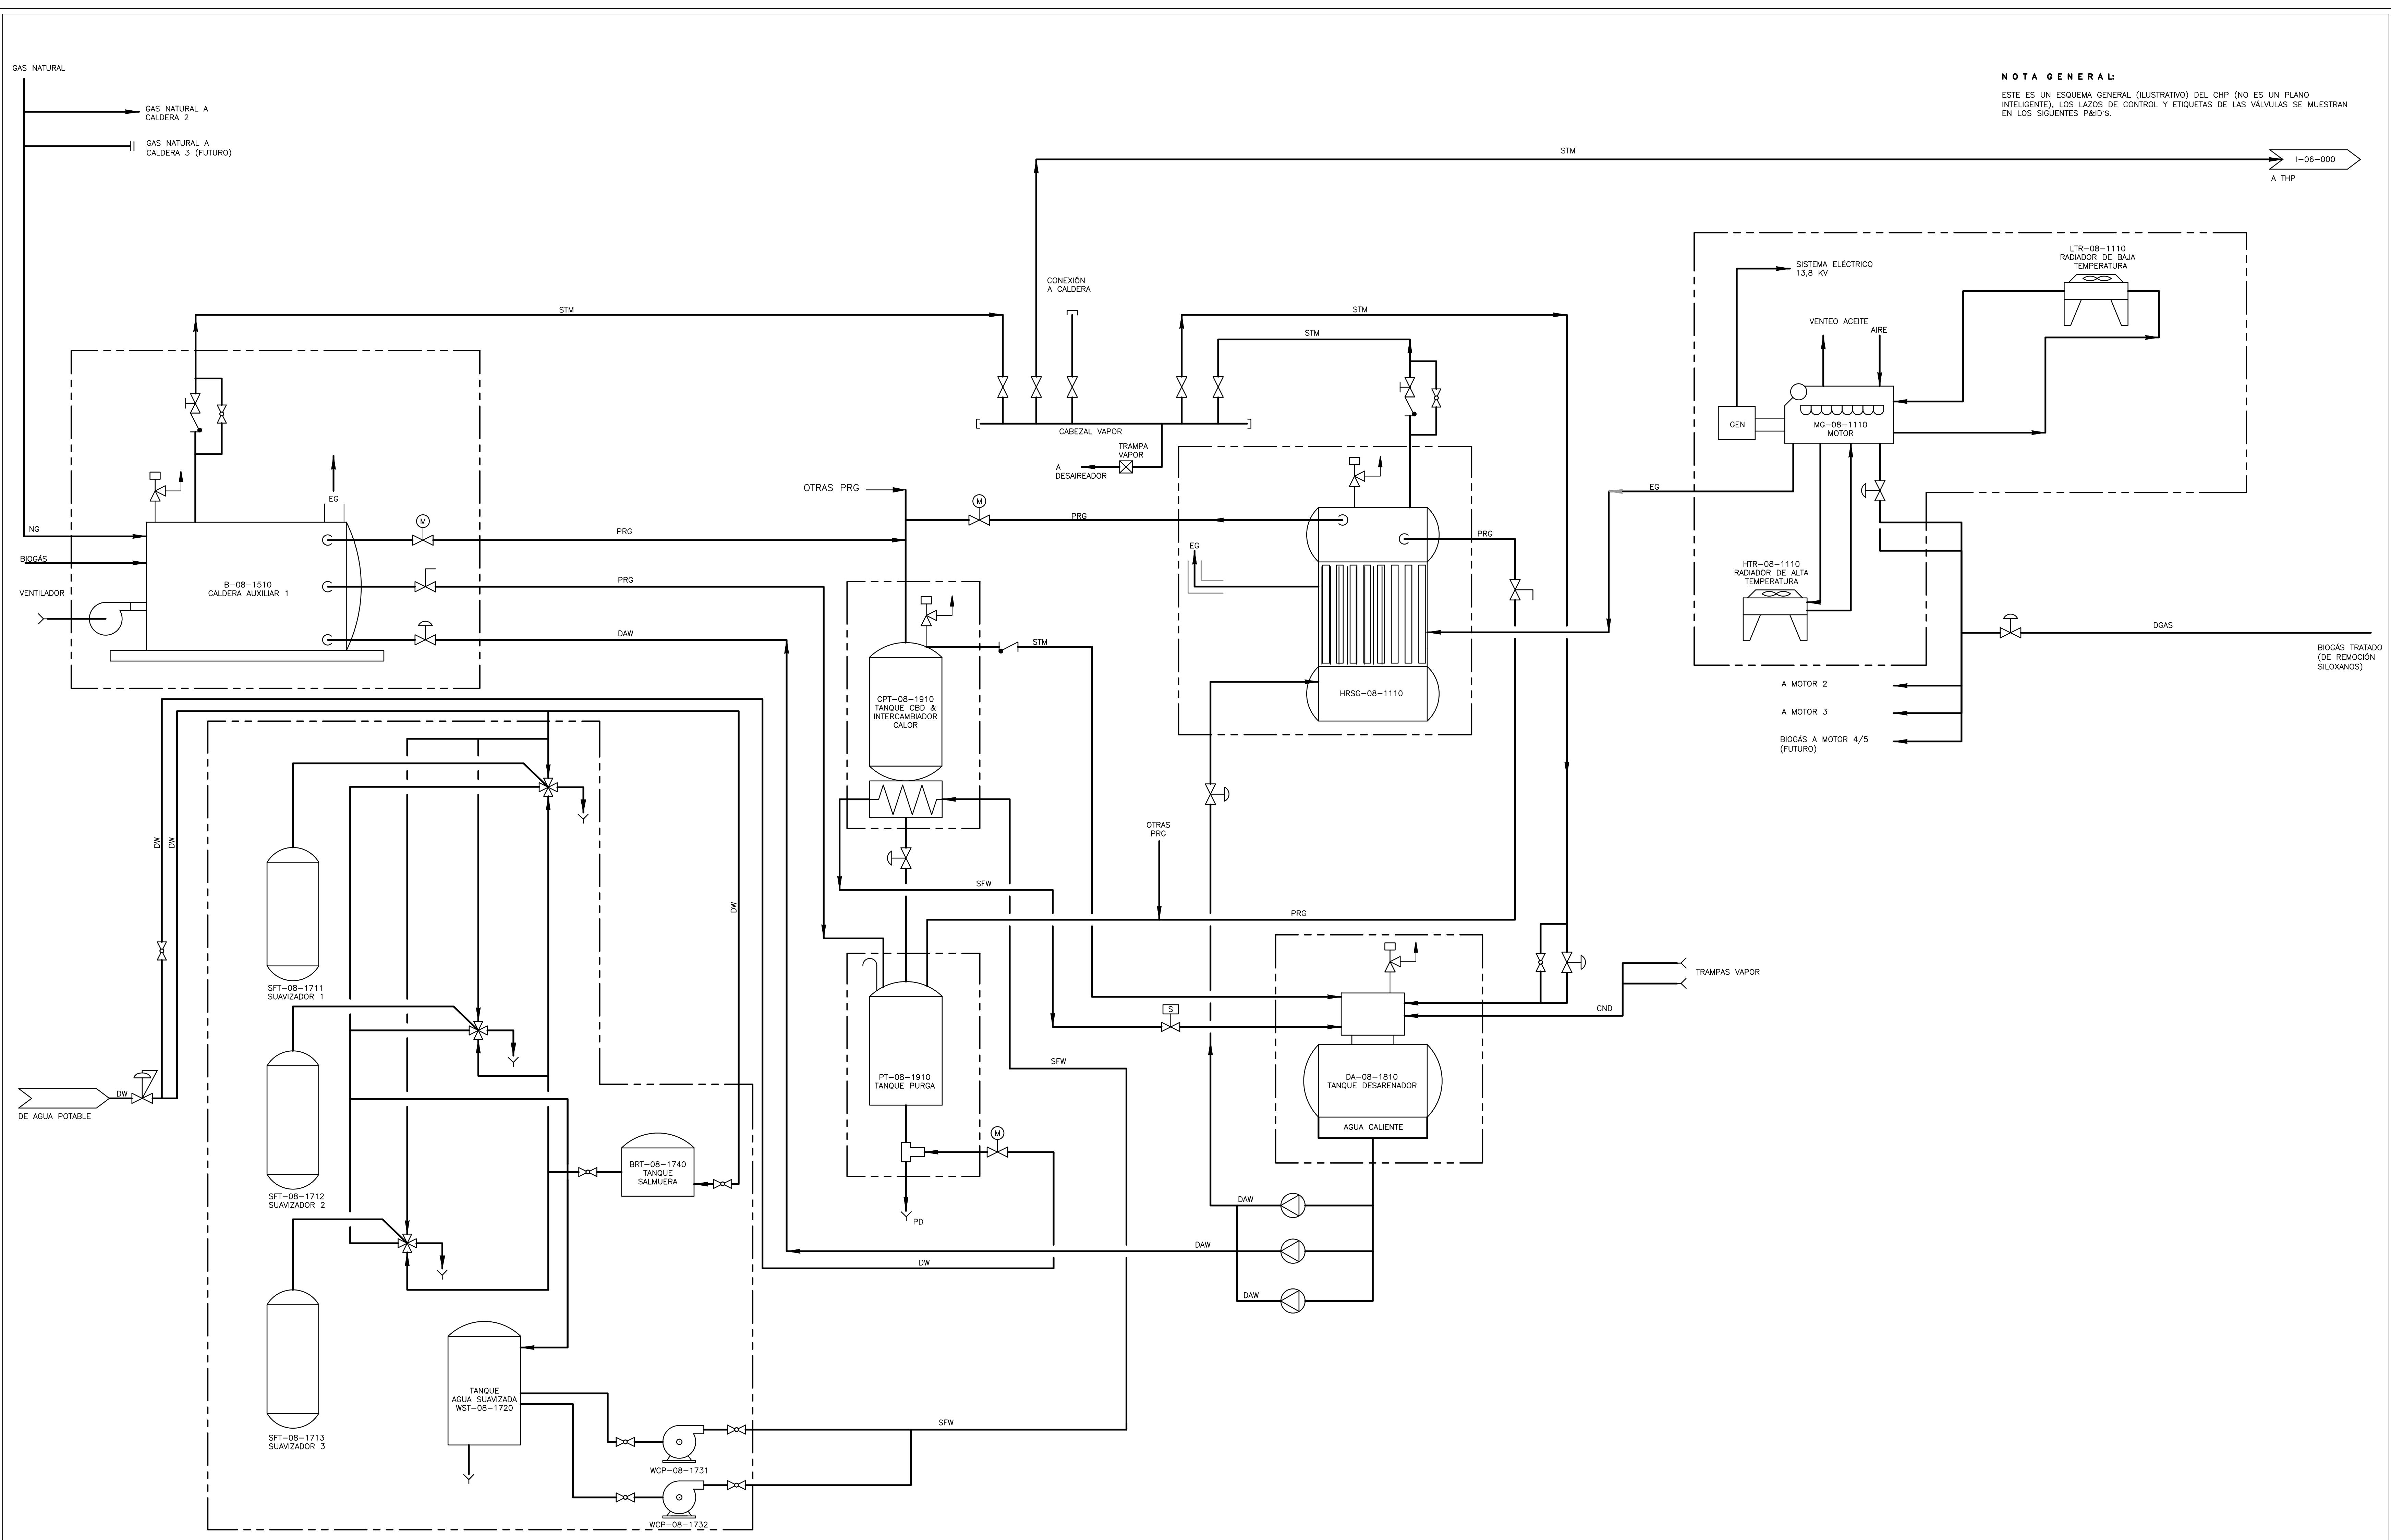 GAS NATURAL
GAS NATURAL A
CALDERA 2
GAS NATURAL A
CALDERA 3 (FUTURO)
NOTA GENERAL:
ESTE ES UN ESQUEMA GENERAL (ILUSTRATIVO) DEL CHP (NO ES UN PLANO
INTELIGENTE), LOS LAZOS DE CONTROL Y ETIQUETAS DE LAS VÁLVULAS SE MUESTRAN
EN LOS SIGUENTES P&ID'S.
STM
I-06-000
A THP
LTR-08-1110
RADIADOR DE BAJA
TEMPERATURA
SISTEMA ELÉCTRICO
13,8 KV
CONEXIÓN
A CALDERA
STM
STM
STM
VENTEO ACEITE
AIRE
GEN
MG-08-1110
MOTOR
CABEZAL VAPOR
TRAMPA
VAPOR
A
DESAIREADOR
OTRAS PRG
M
EG
EG
M
PRG
PRG
PRG
NG
BIOGÁS
B-08-1510
CALDERA AUXILIAR 1
VENTILADOR
PRG
DAW
EG
HTR-08-1110
RADIADOR DE ALTA
TEMPERATURA
DGAS
BIOGÁS TRATADO
(DE REMOCIÓN
SILOXANOS)
STM
CPT-08-1910
TANQUE CBD &
INTERCAMBIADOR
CALOR
HRSG-08-1110
A MOTOR 2
A MOTOR 3
BIOGÁS A MOTOR 4/5
(FUTURO)
DW
DW
OTRAS
PRG
SFW
DW
PRG
SFT-08-1711
SUAVIZADOR 1
TRAMPAS VAPOR
S
CND
SFW
DW
DE AGUA POTABLE
PT-08-1910
TANQUE PURGA
DA-08-1810
TANQUE DESARENADOR
AGUA CALIENTE
M
BRT-08-1740
TANQUE
SALMUERA
SFT-08-1712
SUAVIZADOR 2
PD
DAW
DAW
DW
DAW
TANQUE
AGUA SUAVIZADA
WST-08-1720
SFT-08-1713
SUAVIZADOR 3
SFW
WCP-08-1731
WCP-08-1732